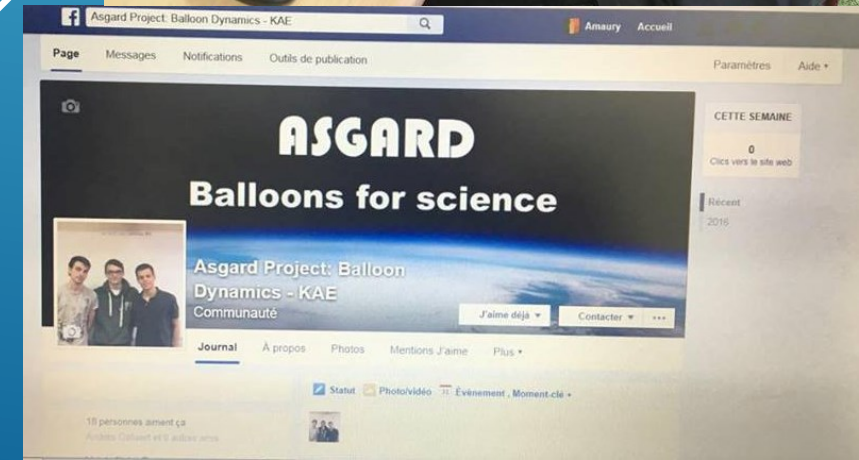 Asgard Project: Balloon Dynamics - KAE
Amaury Accueil
Page Messages Notifications Outils de publication Paramètres Aide
ASGARD
Balloons for science
CETTE SEMAINE
0
Clics vers le site web
Récent
2016
Asgard Project: Balloon
Dynamics - KAE
Communauté
J'aime déjà Contacter
Journal À propos Photos Mentions J'aime Plus
Statut Photo/vidéo Évènement, Moment-clé
18 personnes aiment ça